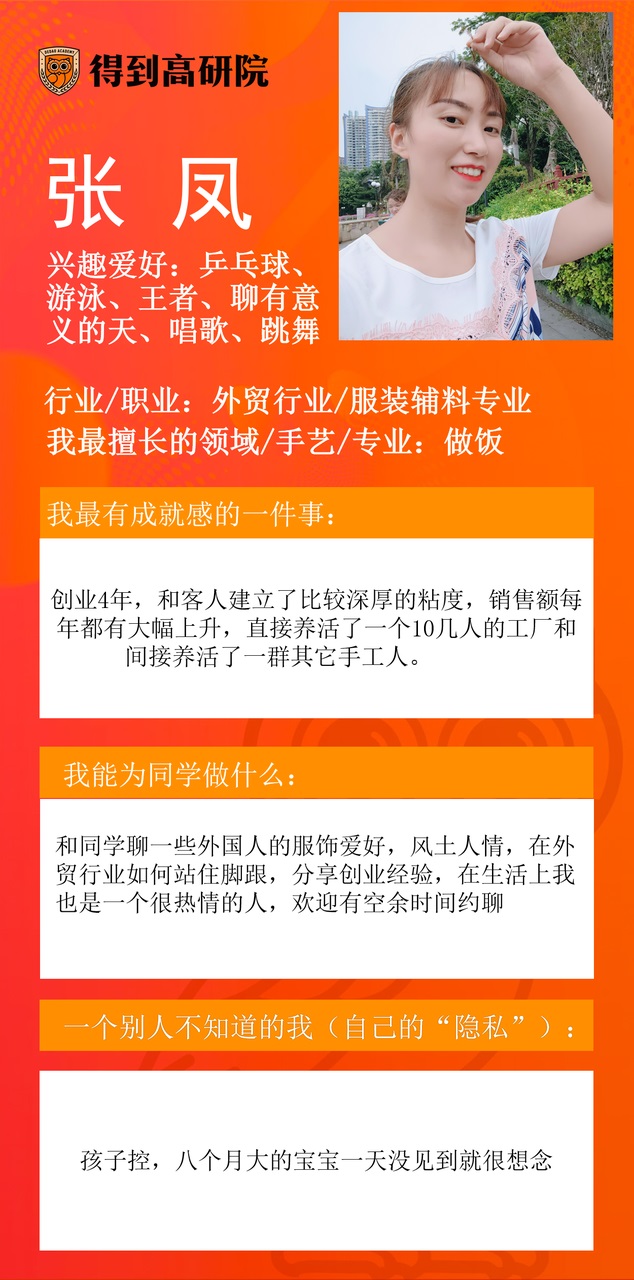 DEDAO ACADEMY
得到高研院
张 凤
兴趣爱好：乒乓球、
游泳、王者、聊有意
义的天、唱歌、跳舞
行业/职业：外贸行业/服装辅料专业
我最擅长的领域/手艺/专业：做饭
我最有成就感的一件事：
创业4年，和客人建立了比较深厚的粘度，销售额每
年都有大幅上升，直接养活了一个10几人的工厂和
间接养活了一群其它手工人。
我能为同学做什么：
和同学聊一些外国人的服饰爱好，风土人情，在外
贸行业如何站住脚跟，分享创业经验，在生活上我
也是一个很热情的人，欢迎有空余时间约聊
一个别人不知道的我（自己的“隐私”）：
孩子控，八个月大的宝宝一天没见到就很想念